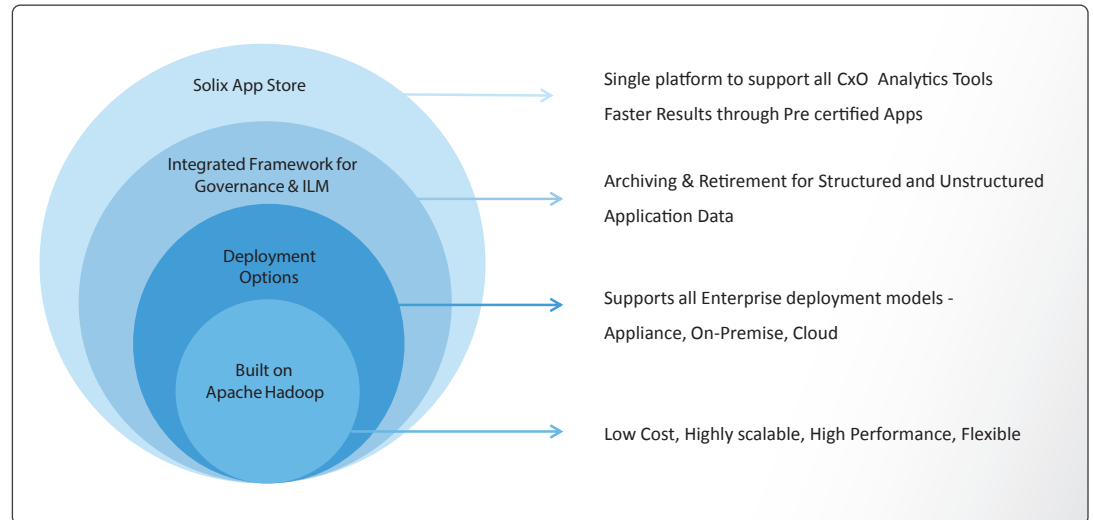 Solix App Store
Single platform to support all CxO Analytics Tools
Faster Results through Pre certified Apps
Integrated Framework for
Governance & ILM
Archiving & Retirement for Structured and Unstructured
Application Data
Deployment
Options
Supports all Enterprise deployment models -
Appliance, On-Premise, Cloud
Built on
Apache Hadoop
Low Cost, Highly scalable, High Performance, Flexible